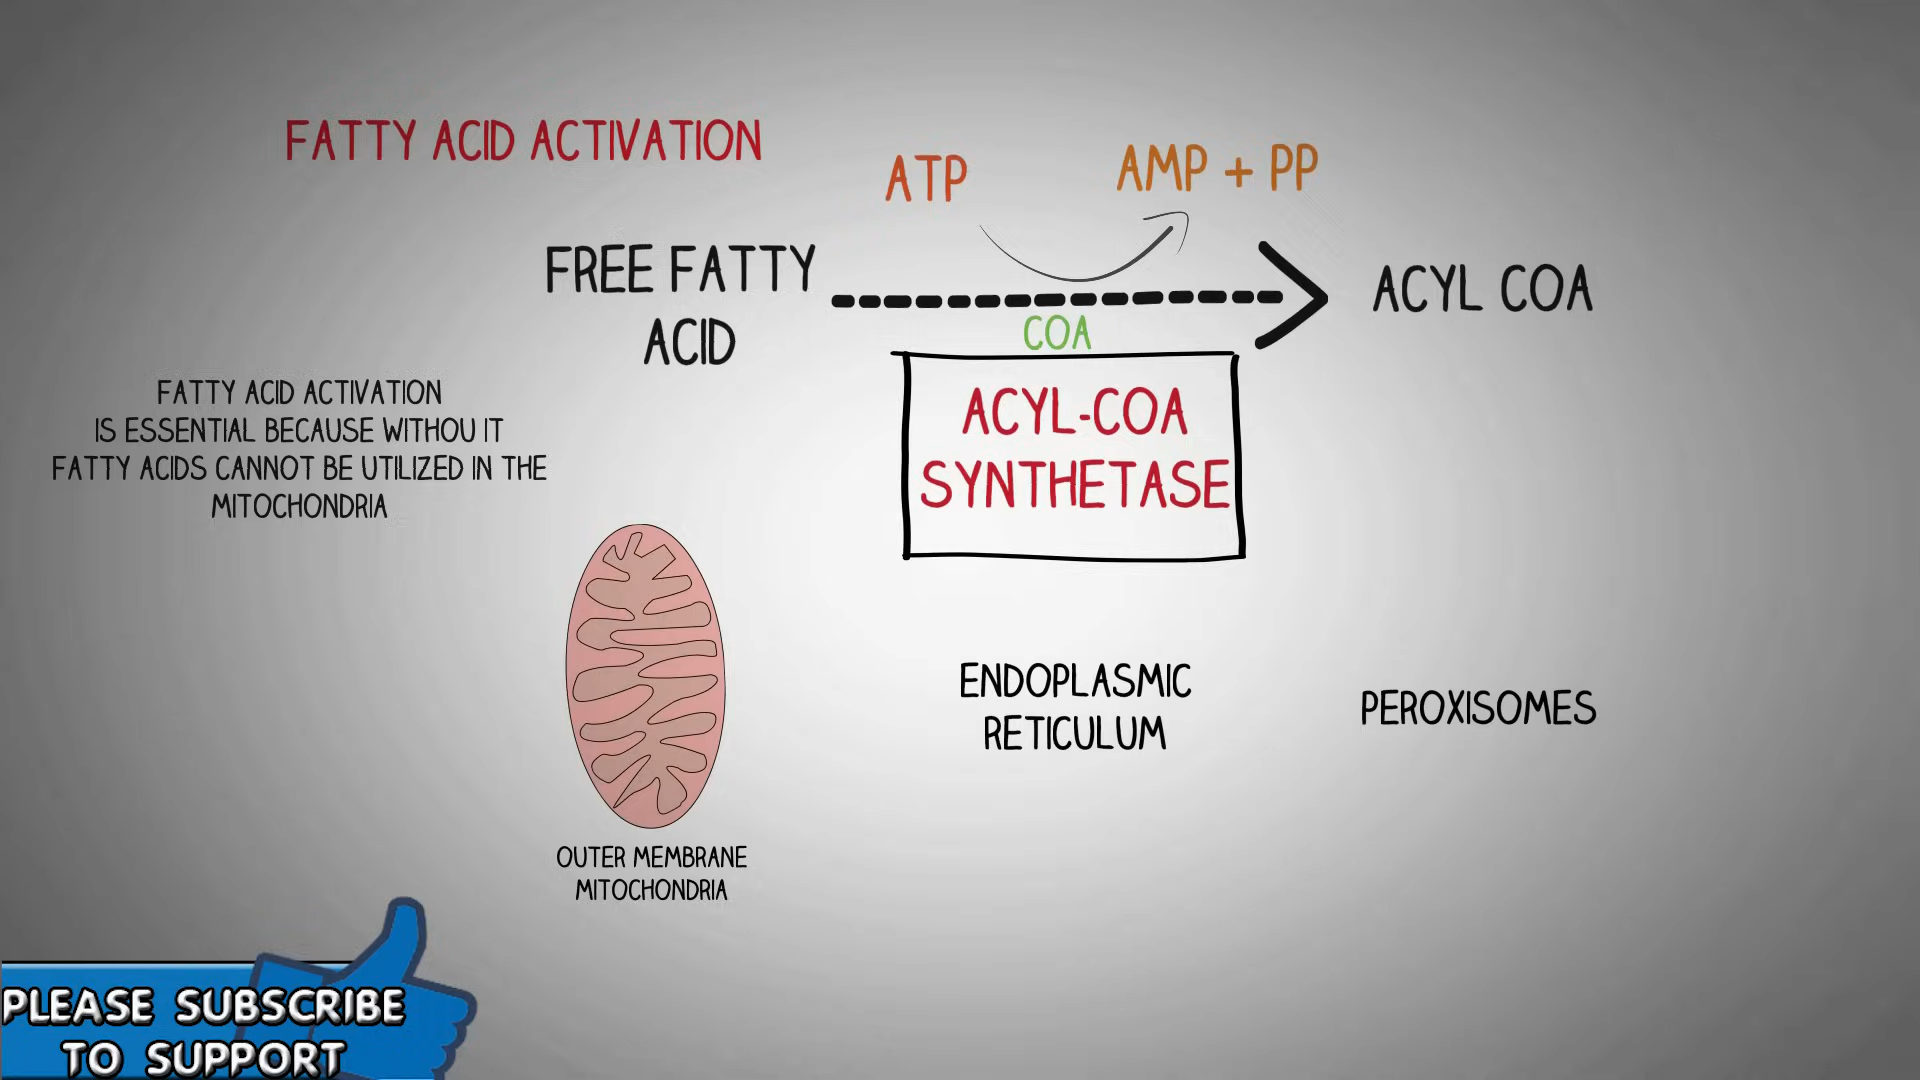 FATTY ACID ACTIVATION
ATP
AMP + PP
FREE FATTY
ACID
ACYL COA
COA
ACYL-COA
SYNTHETASE
FATTY ACID ACTIVATION
IS ESSENTIAL BECAUSE WITHOU IT
FATTY ACIDS CANNOT BE UTILIZED IN THE
MITOCHONDRIA
ENDOPLASMIC
RETICULUM
PEROXISOMES
OUTER MEMBRANE
MITOCHONDRIA
PLEASE SUBSCRIBE
TO SUPPORT